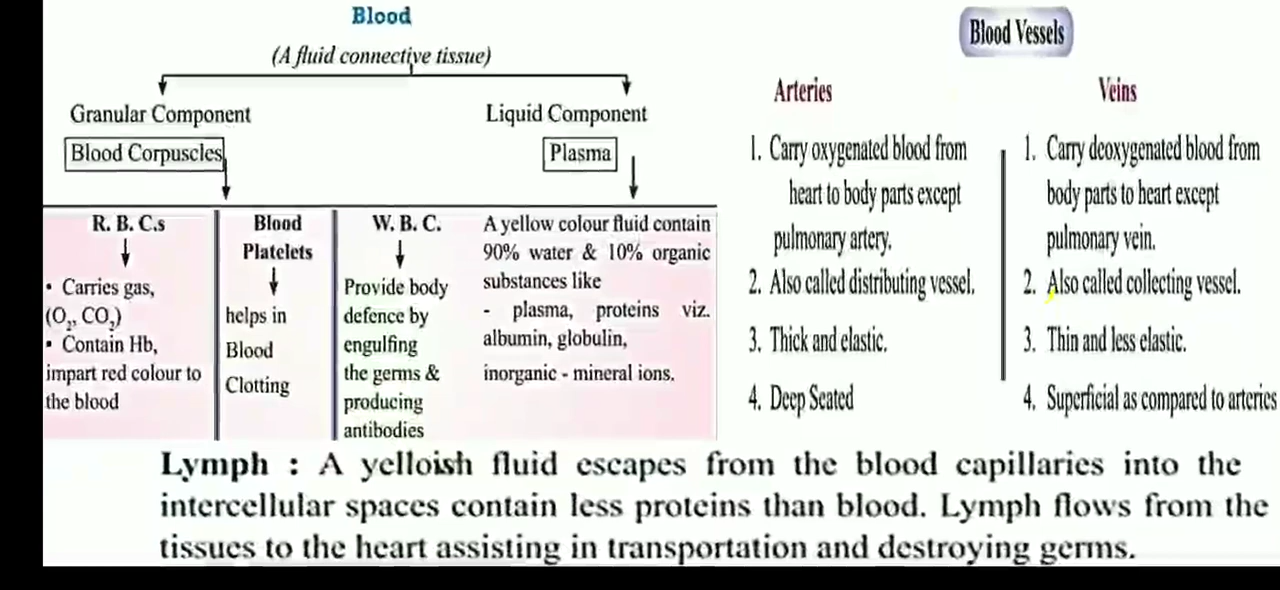 Blood
(A fluid connective tissue)
Granular Component
Blood Corpuscles
Liquid Component
Plasma
R. B. C.s
• Carries gas,
(O₂, CO₂)
• Contain Hb,
impart red colour to
the blood
Blood
Platelets
helps in
Blood
Clotting
W. B. C.
Provide body
defence by
engulfing
the germs &
producing
antibodies
A yellow colour fluid contain
90% water & 10% organic
substances like
- plasma, proteins viz.
albumin, globulin,
inorganic - mineral ions.
Blood Vessels
Arteries
1. Carry oxygenated blood from
heart to body parts except
pulmonary artery.
2. Also called distributing vessel.
3. Thick and elastic.
4. Deep Seated
Veins
1. Carry deoxygenated blood from
body parts to heart except
pulmonary vein.
2. Also called collecting vessel.
3. Thin and less elastic.
4. Superficial as compared to arteries
Lymph : A yelloish fluid escapes from the blood capillaries into the
intercellular spaces contain less proteins than blood. Lymph flows from the
tissues to the heart assisting in transportation and destroying germs.